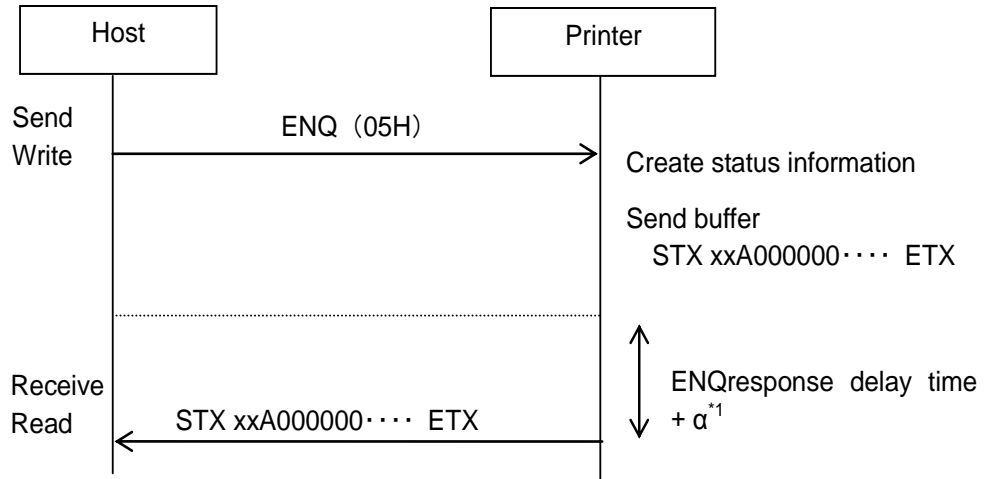 Host
Printer
Send
Write
ENQ（05H）
Create status information
Send buffer
STX xxA000000････ ETX
Receive
Read
STX xxA000000････ ETX
ENQresponse delay time
+ α*1